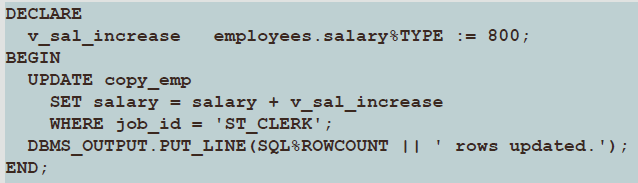 DECLARE
  v_sal_increase   employees.salary%TYPE := 800;
BEGIN
  UPDATE copy_emp
    SET salary = salary + v_sal_increase
    WHERE job_id = 'ST_CLERK';
  DBMS_OUTPUT.PUT_LINE(SQL%ROWCOUNT || ' rows updated.');
END;